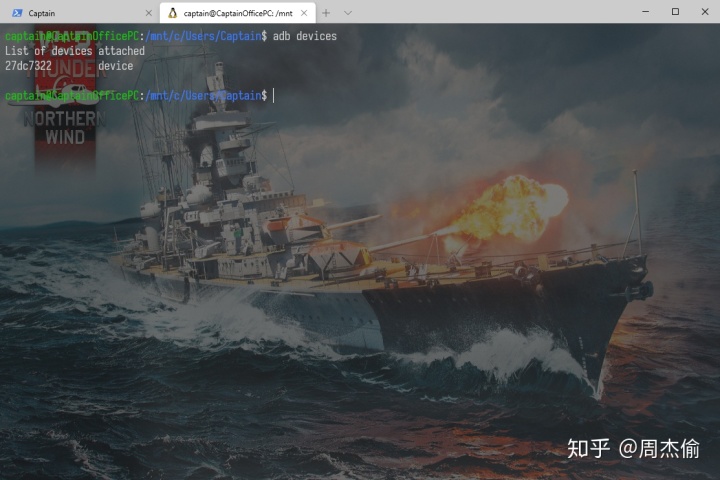 Captain
captain@CaptainOfficePC: /mnt
captain@CaptainOfficePC:/mnt/c/Users/Captain$ adb devices
List of devices attached
27dc7322 device
captain@CaptainOfficePC:/mnt/c/Users/Captain$
THUNDER
NORTHERN
WIND
知乎 @周杰偷